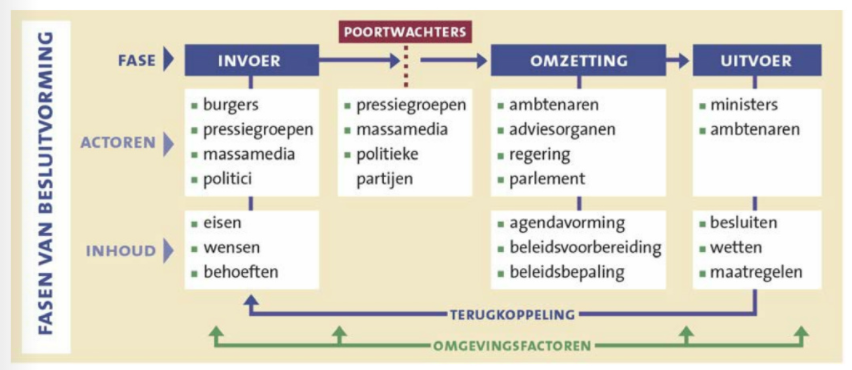 FASEN VAN BESLUITVORMING
POORTWACHTERS
FASE
INVOER
OMZETTING
UITVOER
ACTOREN
burgers
pressiegroepen
massamedia
politici
pressiegroepen
massamedia
politieke
partijen
ambtenaren
adviesorganen
regering
parlement
ministers
ambtenaren
INHOUD
eisen
wensen
behoeften
agendavorming
beleidsvoorbereiding
beleidsbepaling
besluiten
wetten
maatregelen
TERUGKOPPELING
OMGEVINGSFACTOREN